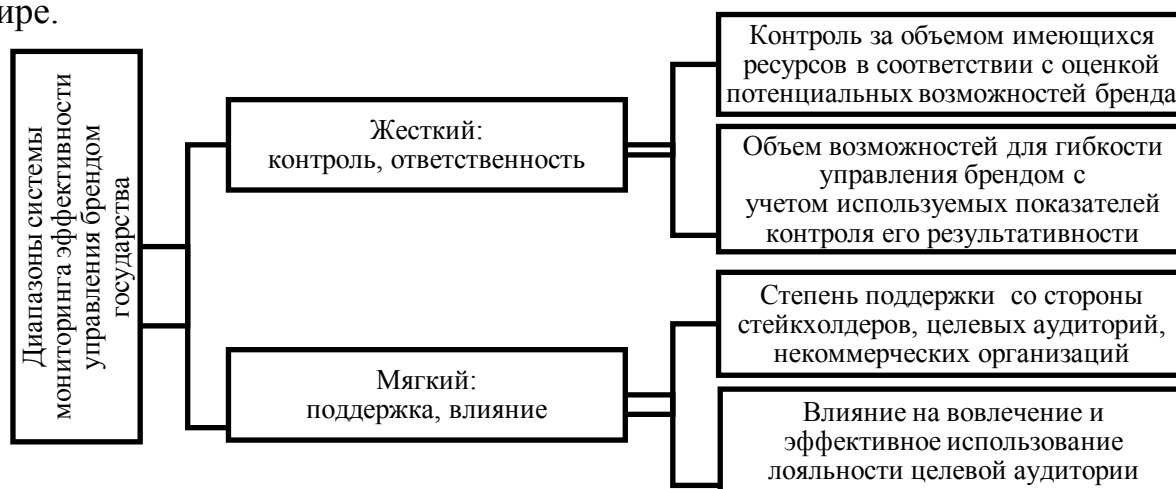 ире.
Диапазоны системы
мониторинга эффективности
управления брендом
государства
Жесткий:
контроль, ответственность
Контроль за объемом имеющихся
ресурсов в соответствии с оценкой
потенциальных возможностей бренда
Объем возможностей для гибкости
управления брендом с
учетом используемых показателей
контроля его результативности
Мягкий:
поддержка, влияние
Степень поддержки со стороны
стейкхолдеров, целевых аудиторий,
некоммерческих организаций
Влияние на вовлечение и
эффективное использование
лояльности целевой аудитории